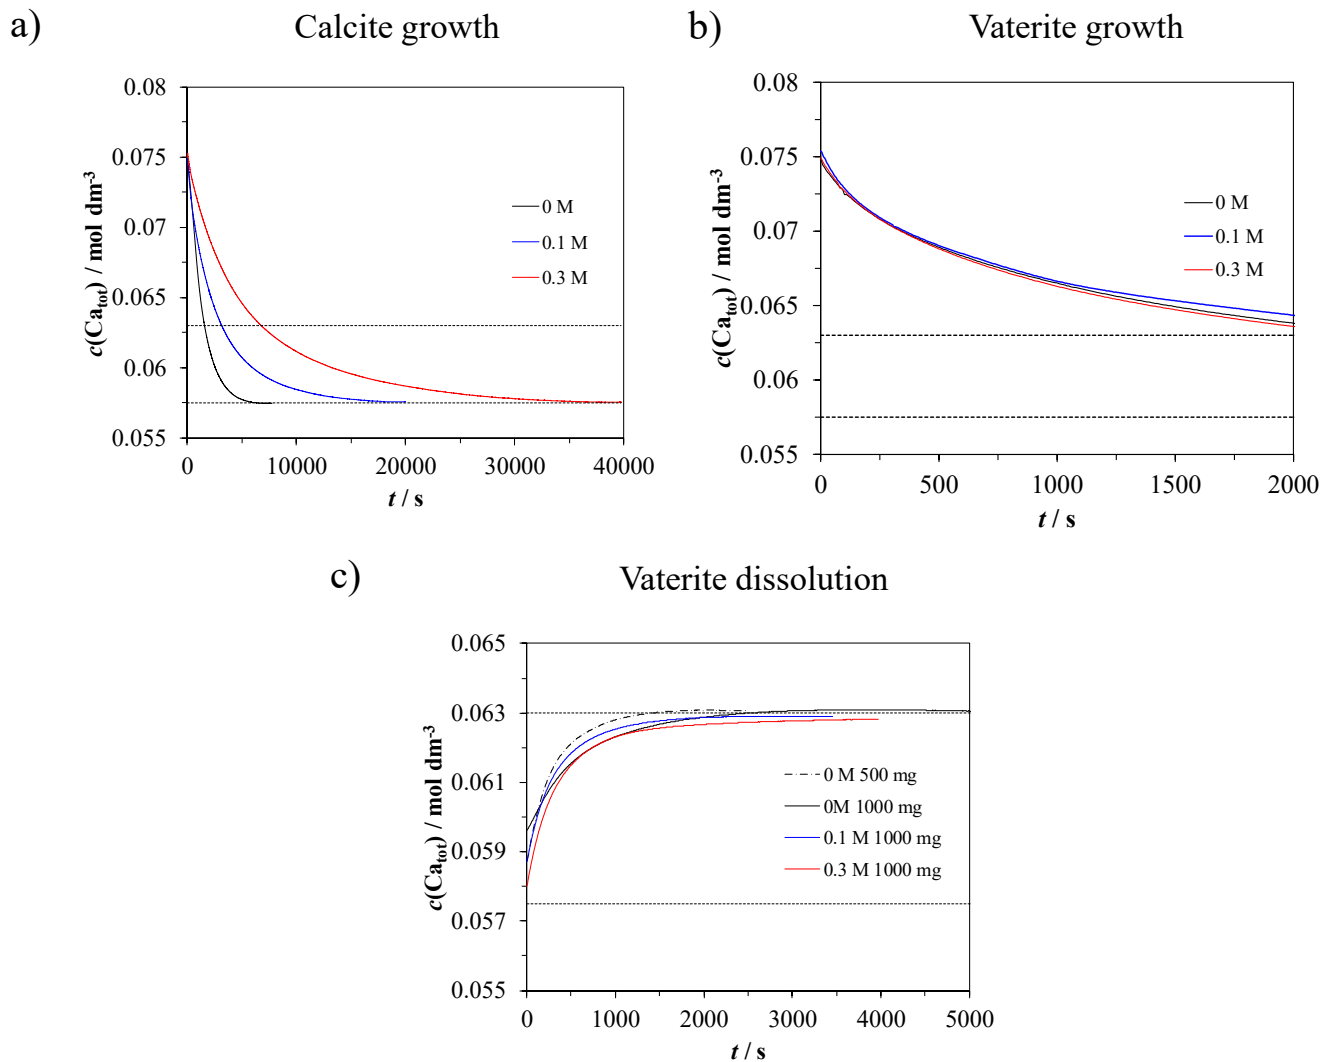 a)
Calcite growth
0.08
0.075
0.07
0.065
0.06
0.055
c(Ca_tot) / mol dm⁻³
0 M
0.1 M
0.3 M
0
10000
20000
30000
40000
t / s
b)
Vaterite growth
0.08
0.075
0.07
0.065
0.06
0.055
c(Ca_tot) / mol dm⁻³
0 M
0.1 M
0.3 M
0
500
1000
1500
2000
t / s
c)
Vaterite dissolution
0.065
0.063
0.061
0.059
0.057
0.055
c(Ca_tot) / mol dm⁻³
0 M 500 mg
0M 1000 mg
0.1 M 1000 mg
0.3 M 1000 mg
0
1000
2000
3000
4000
5000
t / s